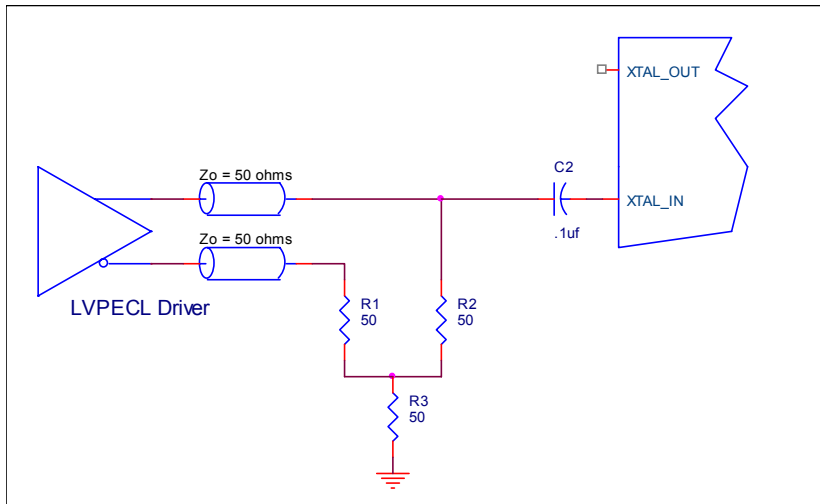 XTAL_OUT
Zo = 50 ohms
C2
XTAL_IN
.1uf
Zo = 50 ohms
LVPECL Driver
R1
50
R2
50
R3
50